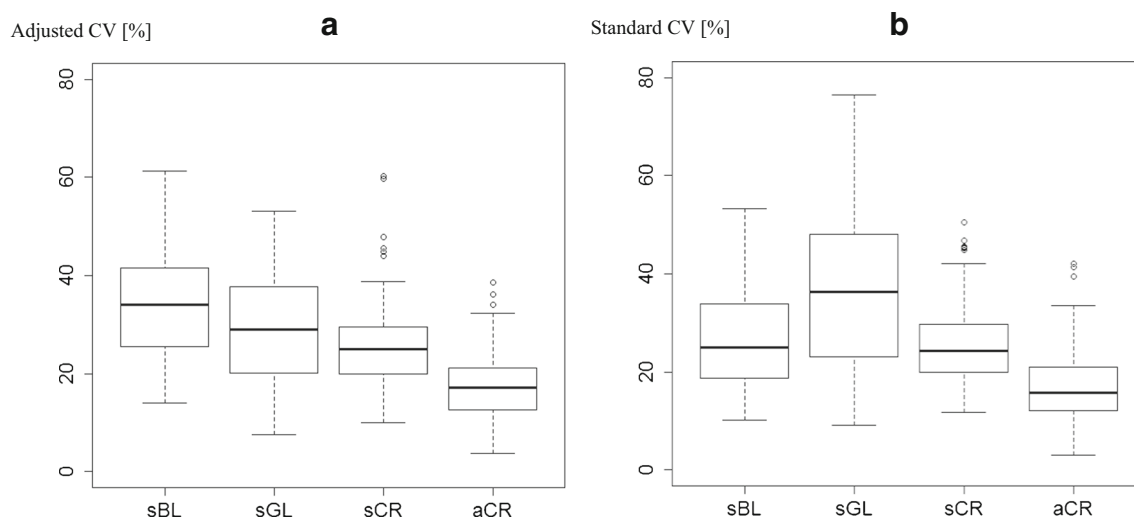 Adjusted CV [%]
a
80
60
40
20
0
sBL sGL sCR aCR
Standard CV [%]
b
80
60
40
20
0
sBL sGL sCR aCR